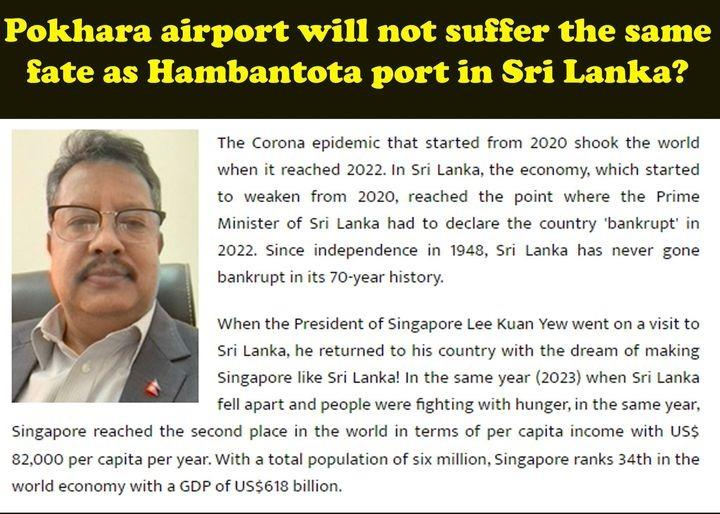 Pokhara airport will not suffer the same
fate as Hambantota port in Sri Lanka?
The Corona epidemic that started from 2020 shook the world
when it reached 2022. In Sri Lanka, the economy, which started
to weaken from 2020, reached the point where the Prime
Minister of Sri Lanka had to declare the country 'bankrupt' in
2022. Since independence in 1948, Sri Lanka has never gone
bankrupt in its 70-year history.
When the President of Singapore Lee Kuan Yew went on a visit to
Sri Lanka, he returned to his country with the dream of making
Singapore like Sri Lanka! In the same year (2023) when Sri Lanka
fell apart and people were fighting with hunger, in the same year,
Singapore reached the second place in the world in terms of per capita income with US$
82,000 per capita per year. With a total population of six million, Singapore ranks 34th in the
world economy with a GDP of US$618 billion.